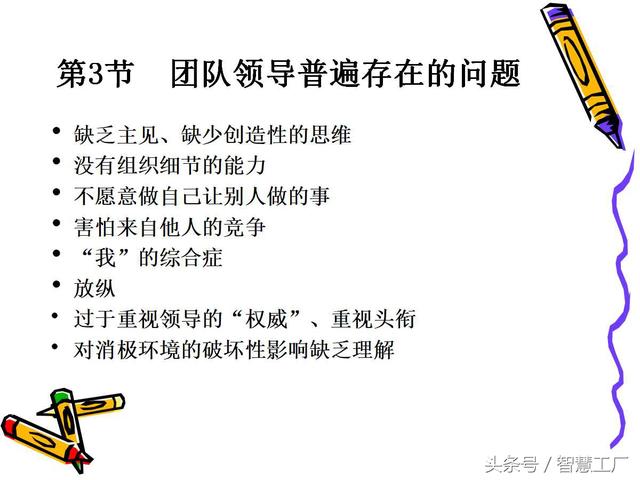 第3节 团队领导普遍存在的问题
• 缺乏主见、缺少创造性的思维
• 没有组织细节的能力
• 不愿意做自己让别人做的事
• 害怕来自他人的竞争
• “我”的综合症
• 放纵
• 过于重视领导的“权威”、重视头衔
• 对消极环境的破坏性影响缺乏理解
头条号／智慧工厂